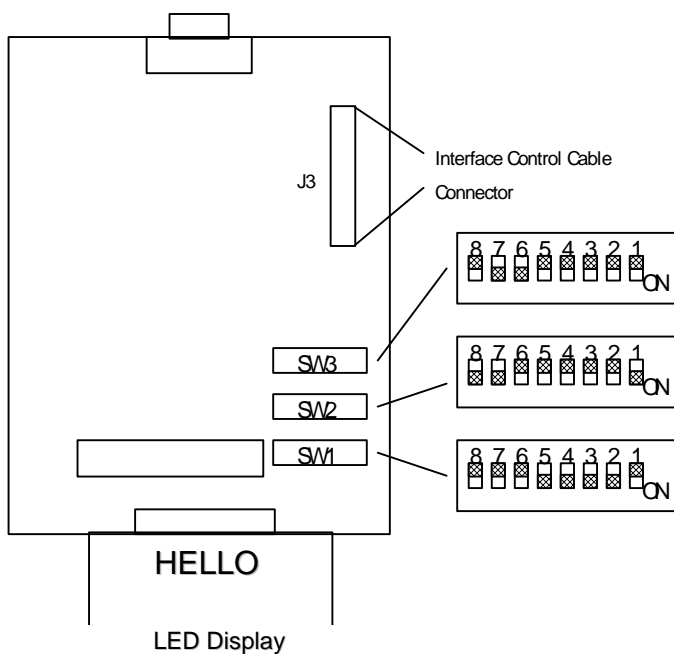 Interface Control Cable
J3
Connector
8 7 6 5 4 3 2 1
ON
SW3
8 7 6 5 4 3 2 1
ON
SW2
SW1
8 7 6 5 4 3 2 1
ON
HELLO
LED Display